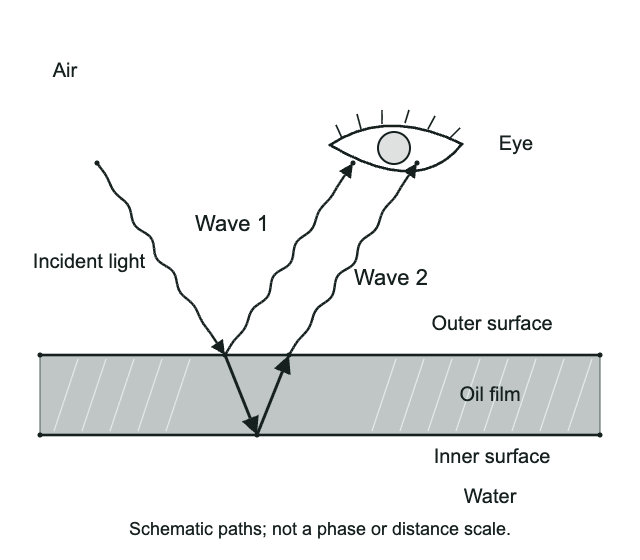 Air
Eye
Wave 1
Incident light
Wave 2
Outer surface
Oil film
Inner surface
Water
Schematic paths; not a phase or distance scale.